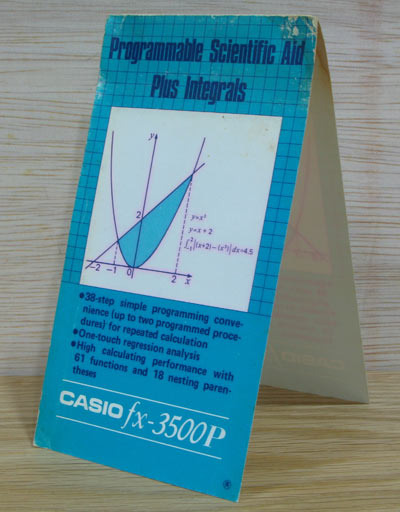 Programmable Scientific Aid
Plus Integrals
y
y=x²
y=x+2
2
∫₋₁²|(x+2)−(x²)|dx=4.5
-2 -1 0 2 x
•38-step simple programming conve-
nience (up to two programmed proce-
dures) for repeated calculation
•One-touch regression analysis
•High calculating performance with
61 functions and 18 nesting paren-
theses
CASIO fx-3500P